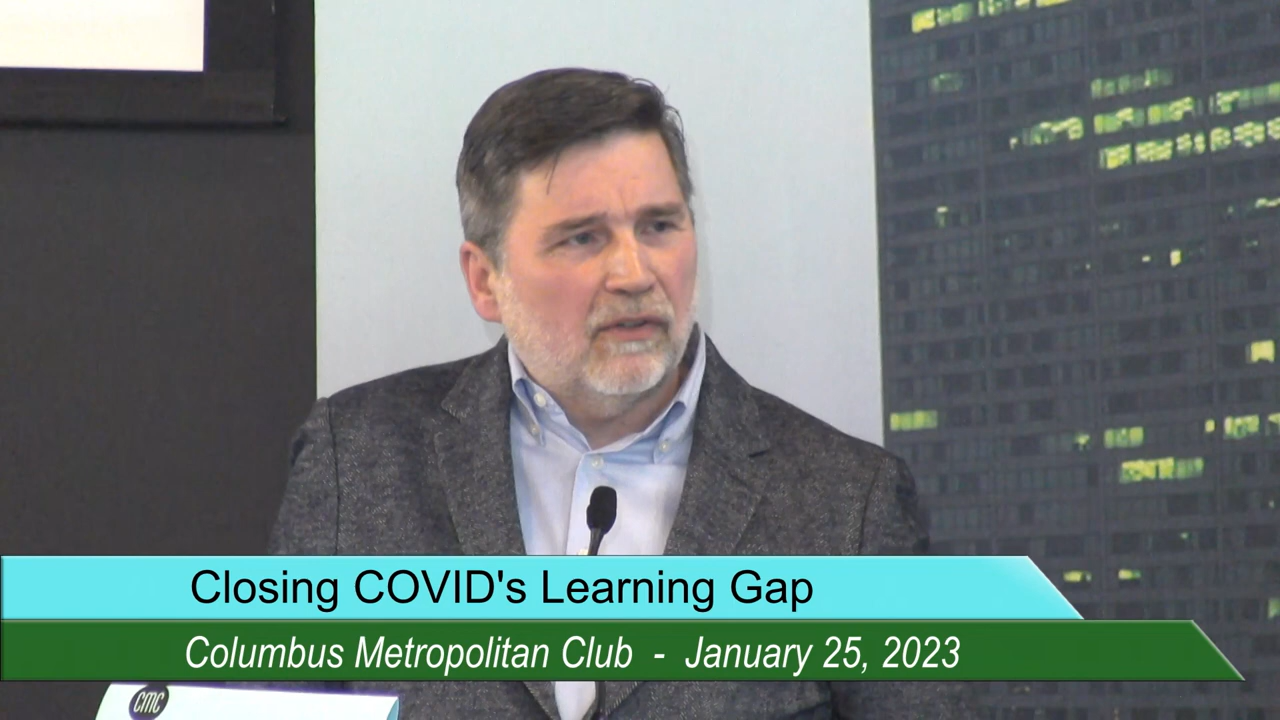 Closing COVID's Learning Gap
Columbus Metropolitan Club - January 25, 2023
CMC